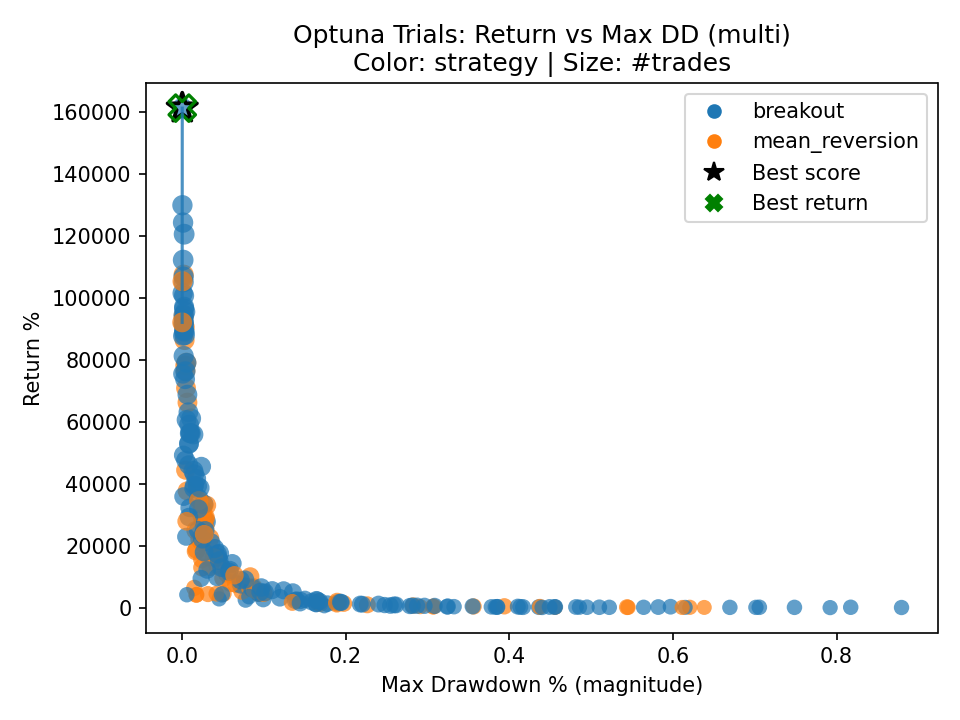 Optuna Trials: Return vs Max DD (multi)
Color: strategy | Size: #trades
160000
140000
120000
100000
80000
60000
40000
20000
0
Return %
breakout
mean_reversion
Best score
Best return
0.0
0.2
0.4
0.6
0.8
Max Drawdown % (magnitude)